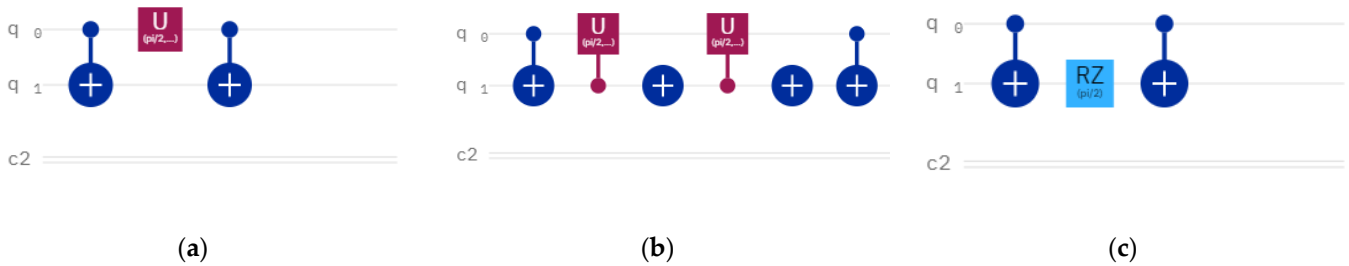 q 0 U (pi/2,...)
q 1
c2
(a)
q 0 U (pi/2,...) U (pi/2,...)
q 1
c2
(b)
q 0
q 1 RZ (pi/2)
c2
(c)